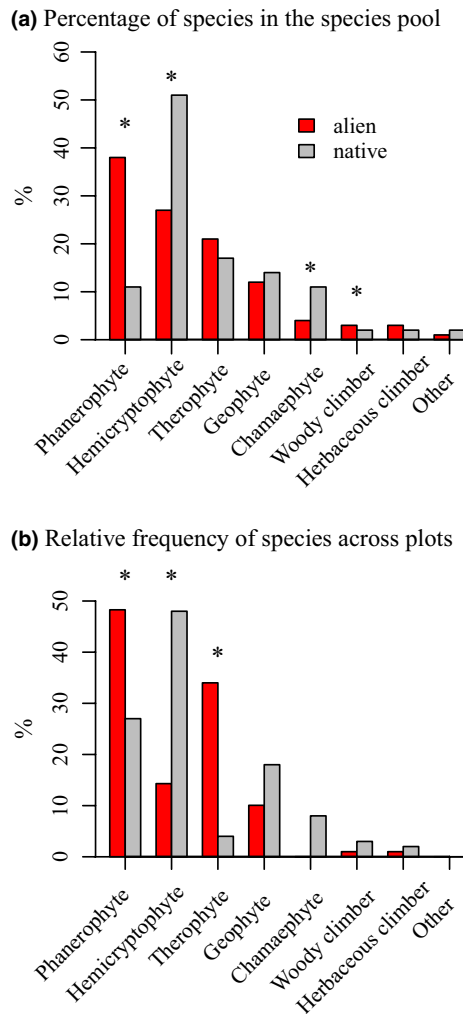 (a) Percentage of species in the species pool
60
50
40
30
20
10
0
%
*
*
*
*
alien
native
Phanerophyte
Hemicryptophyte
Therophyte
Geophyte
Chamaephyte
Woody climber
Herbaceous climber
Other
(b) Relative frequency of species across plots
50
40
30
20
10
0
%
*
*
*
Phanerophyte
Hemicryptophyte
Therophyte
Geophyte
Chamaephyte
Woody climber
Herbaceous climber
Other